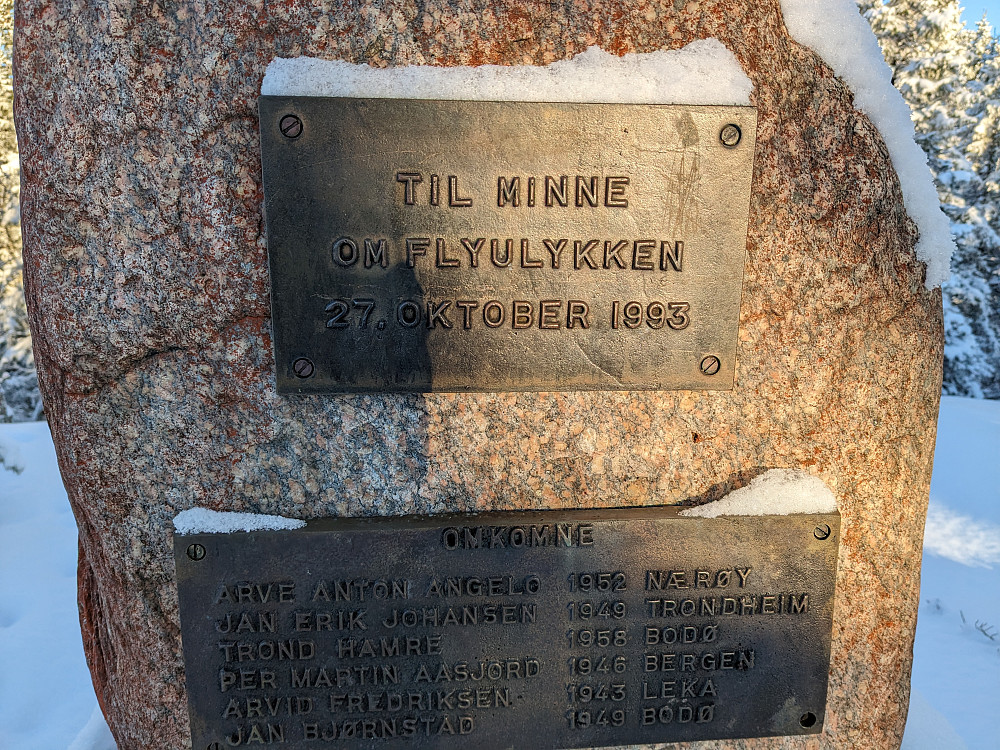 TIL MINNE
OM FLYULYKKEN
27. OKTOBER 1993
OMKOMNE
ARVE ANTON ANGELO 1952 NÆRØY
JAN ERIK JOHANSEN 1949 TRONDHEIM
TROND HAMRE 1958 BODØ
PER MARTIN AASJORD 1946 BERGEN
ARVID FREDRIKSEN 1943 LEKA
JAN BJØRNSTAD 1949 BODØ